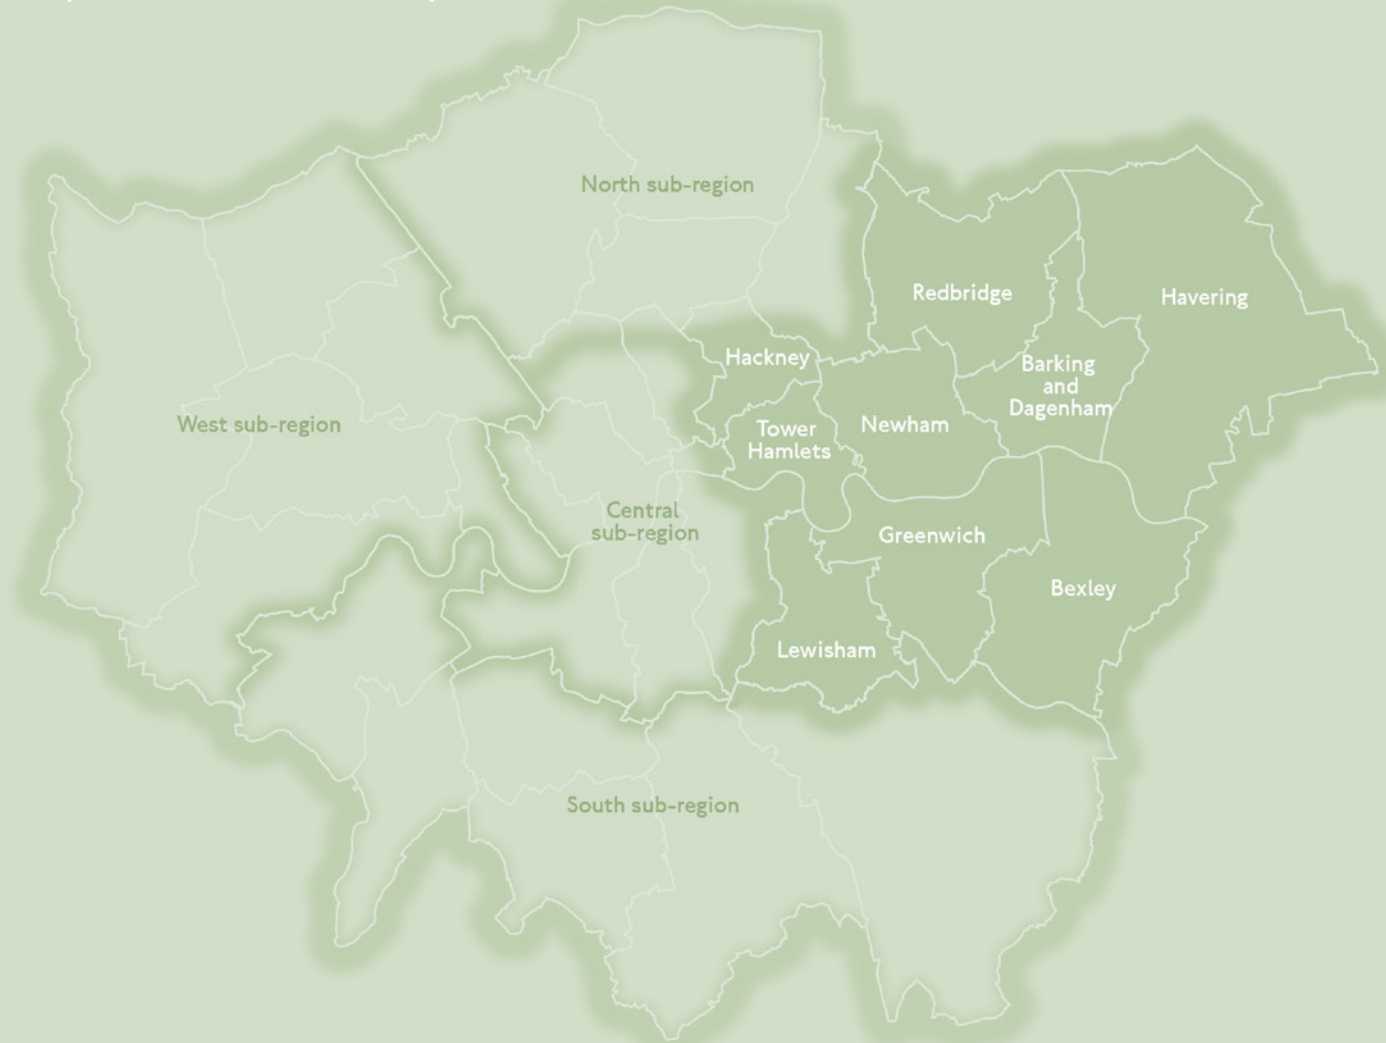 North sub-region
Redbridge
Havering
Hackney
Barking
and
Dagenham
West sub-region
Tower
Hamlets
Newham
Central
sub-region
Greenwich
Bexley
Lewisham
South sub-region